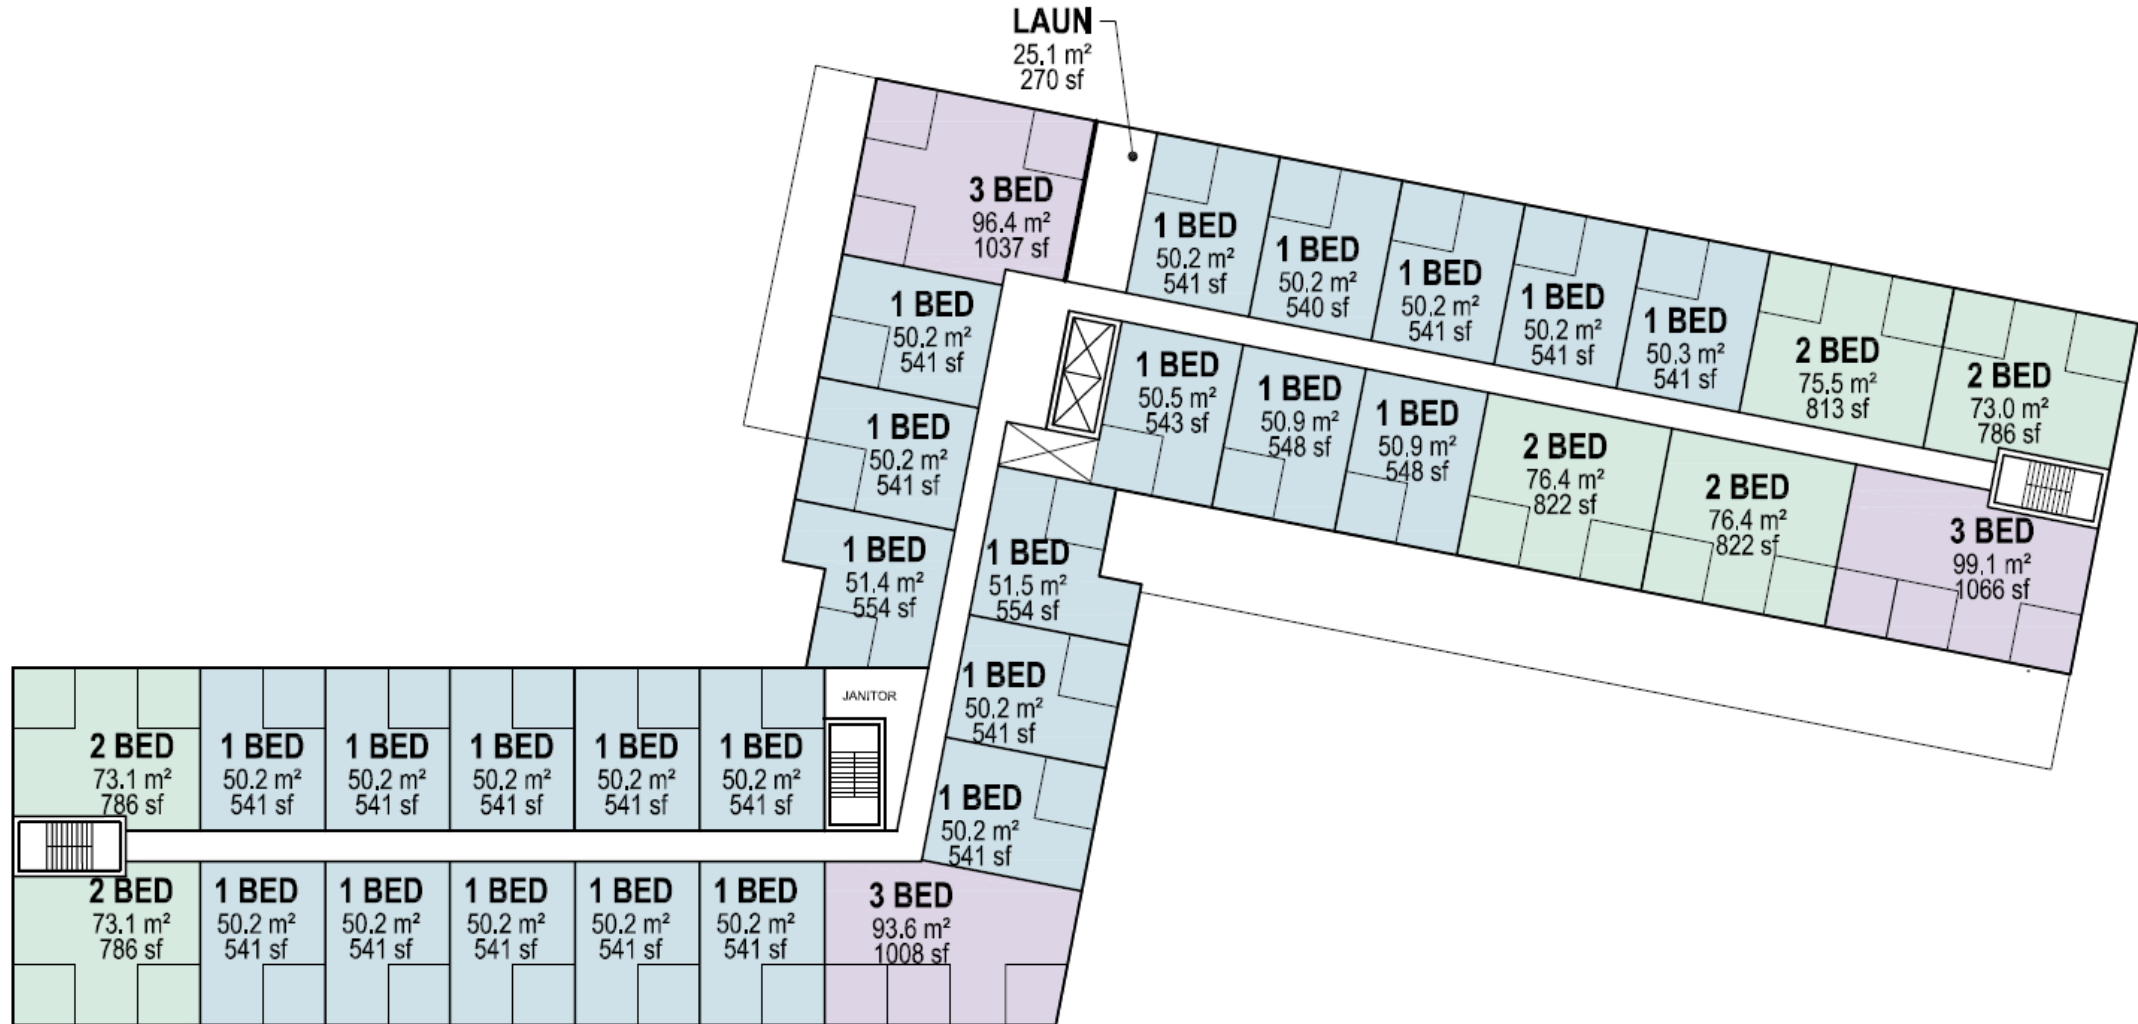 LAUN
25.1 m²
270 sf
3 BED
96.4 m²
1037 sf
1 BED
50.2 m²
541 sf
1 BED
50.2 m²
540 sf
1 BED
50.2 m²
541 sf
1 BED
50.2 m²
541 sf
1 BED
50.3 m²
541 sf
2 BED
75.5 m²
813 sf
2 BED
73.0 m²
786 sf
1 BED
50.2 m²
541 sf
1 BED
50.2 m²
541 sf
1 BED
51.4 m²
554 sf
1 BED
50.5 m²
543 sf
1 BED
50.9 m²
548 sf
1 BED
50.9 m²
548 sf
2 BED
76.4 m²
822 sf
2 BED
76.4 m²
822 sf
3 BED
99.1 m²
1066 sf
1 BED
51.5 m²
554 sf
1 BED
50.2 m²
541 sf
1 BED
50.2 m²
541 sf
JANITOR
2 BED
73.1 m²
786 sf
1 BED
50.2 m²
541 sf
1 BED
50.2 m²
541 sf
1 BED
50.2 m²
541 sf
1 BED
50.2 m²
541 sf
1 BED
50.2 m²
541 sf
2 BED
73.1 m²
786 sf
1 BED
50.2 m²
541 sf
1 BED
50.2 m²
541 sf
1 BED
50.2 m²
541 sf
1 BED
50.2 m²
541 sf
1 BED
50.2 m²
541 sf
3 BED
93.6 m²
1008 sf